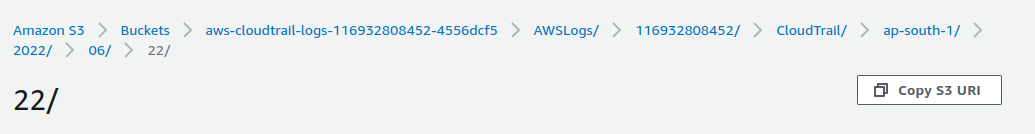 Amazon S3 > Buckets > aws-cloudtrail-logs-116932808452-4556dcf5 > AWSLogs/ > 116932808452/ > CloudTrail/ > ap-south-1/ >
2022/ > 06/ > 22/
22/
Copy S3 URI